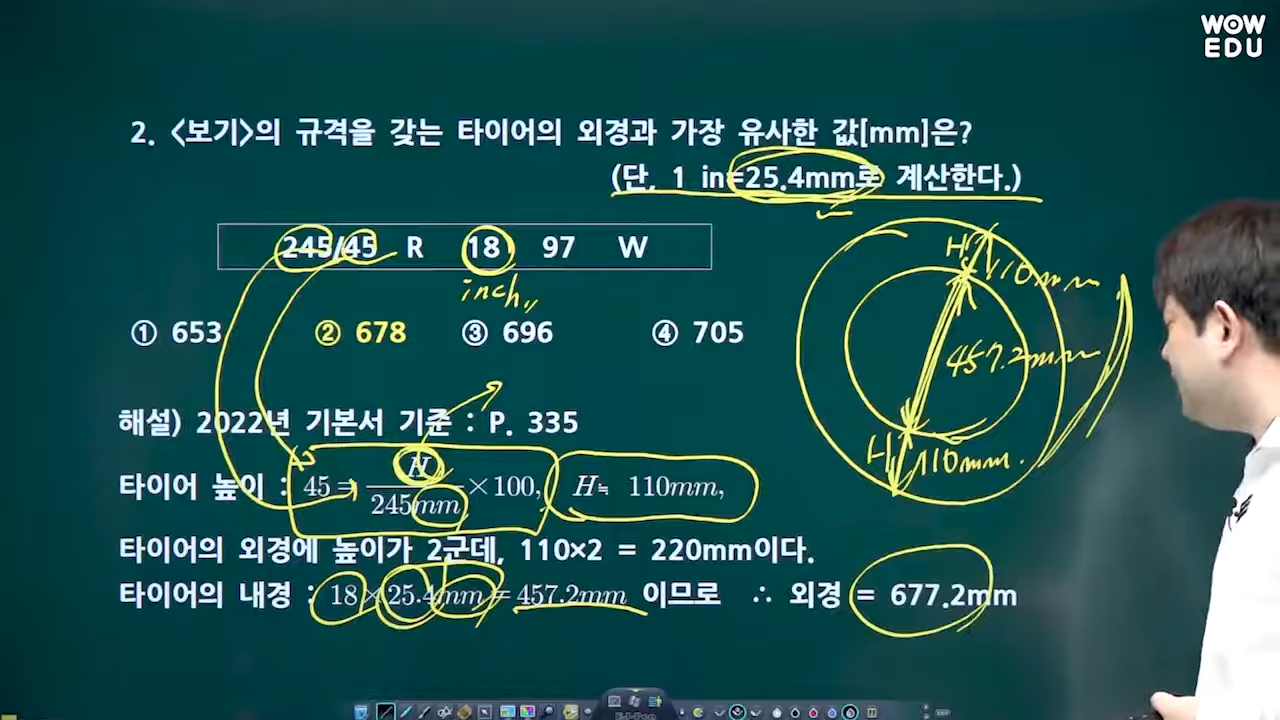 WOW
EDU
2. <보기>의 규격을 갖는 타이어의 외경과 가장 유사한 값[mm]은?
(단, 1 in=25.4mm로 계산한다.)
245/45 R 18 97 W
inch
① 653 ② 678 ③ 696 ④ 705
H 110mm
457.2mm
H 110mm.
해설) 2022년 기본서 기준 : P. 335
타이어 높이 : 45 = H/245mm ×100, H≒ 110mm,
타이어의 외경에 높이가 2군데, 110×2 = 220mm이다.
타이어의 내경 : 18×25.4mm = 457.2mm 이므로 ∴ 외경 = 677.2mm